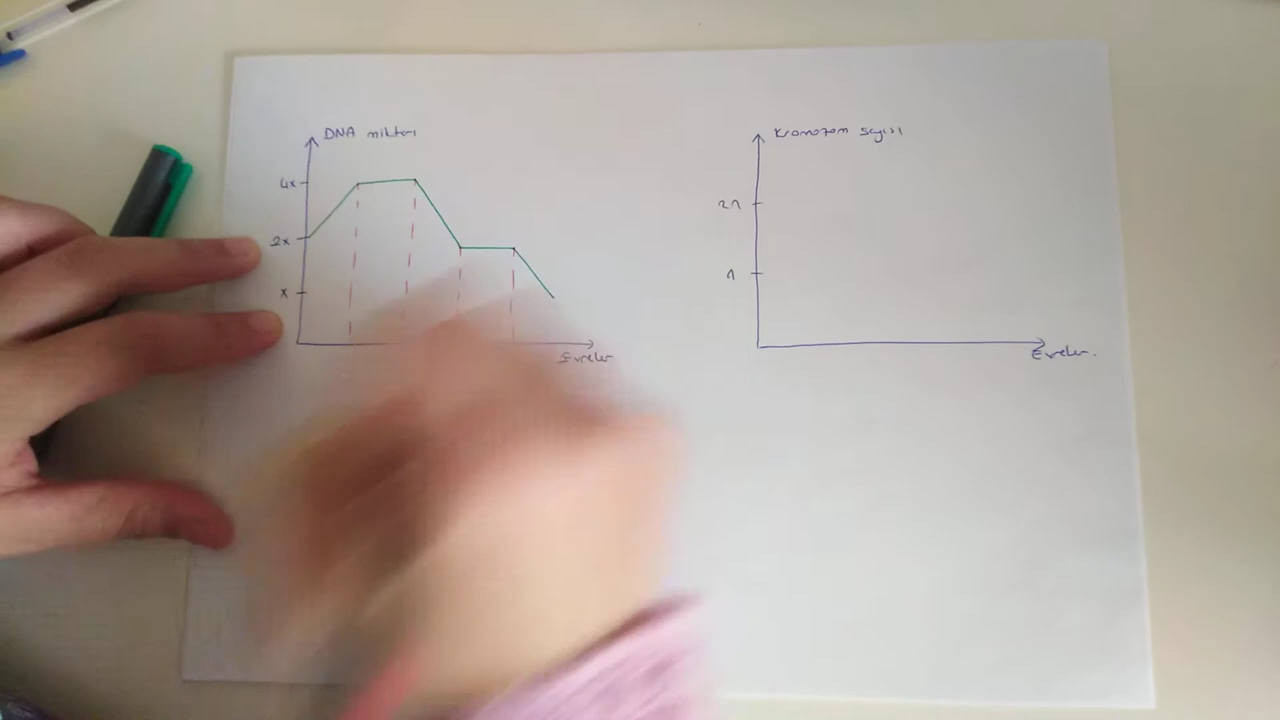 DNA miktarı
4x
2x
x
Evreler
Kromozom sayısı
2n
n
Evreler.